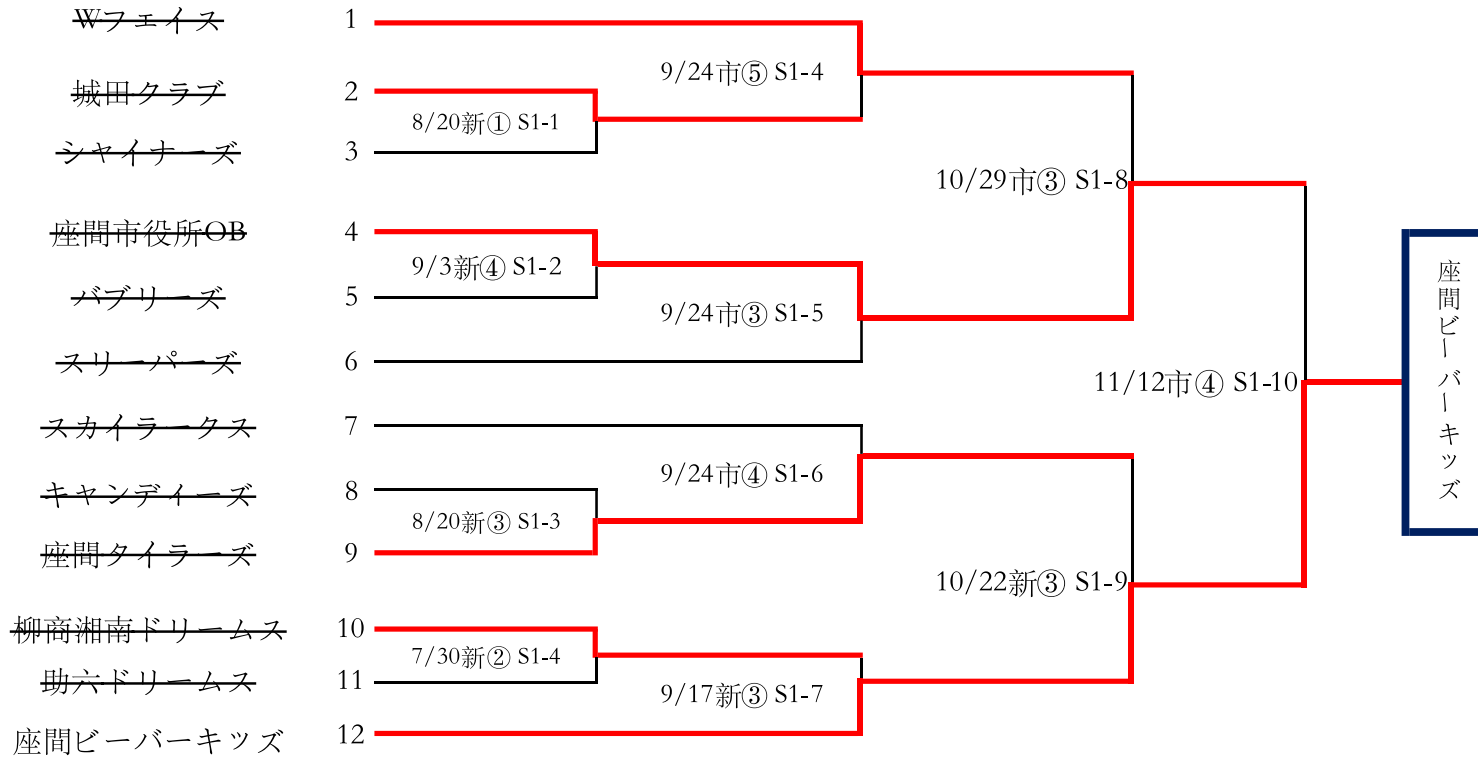 Wフェイス 1
9/24市⑤ S1-4
城田クラブ 2
8/20新① S1-1
シャイナーズ 3
10/29市③ S1-8
座間市役所OB 4
9/3新④ S1-2
バブリーズ 5
9/24市③ S1-5
スリーパーズ 6
11/12市④ S1-10
座間ビーバーキッズ
スカイラークス 7
9/24市④ S1-6
キャンディーズ 8
8/20新③ S1-3
座間タイラーズ 9
10/22新③ S1-9
柳商湘南ドリームス 10
7/30新② S1-4
助六ドリームス 11
9/17新③ S1-7
座間ビーバーキッズ 12